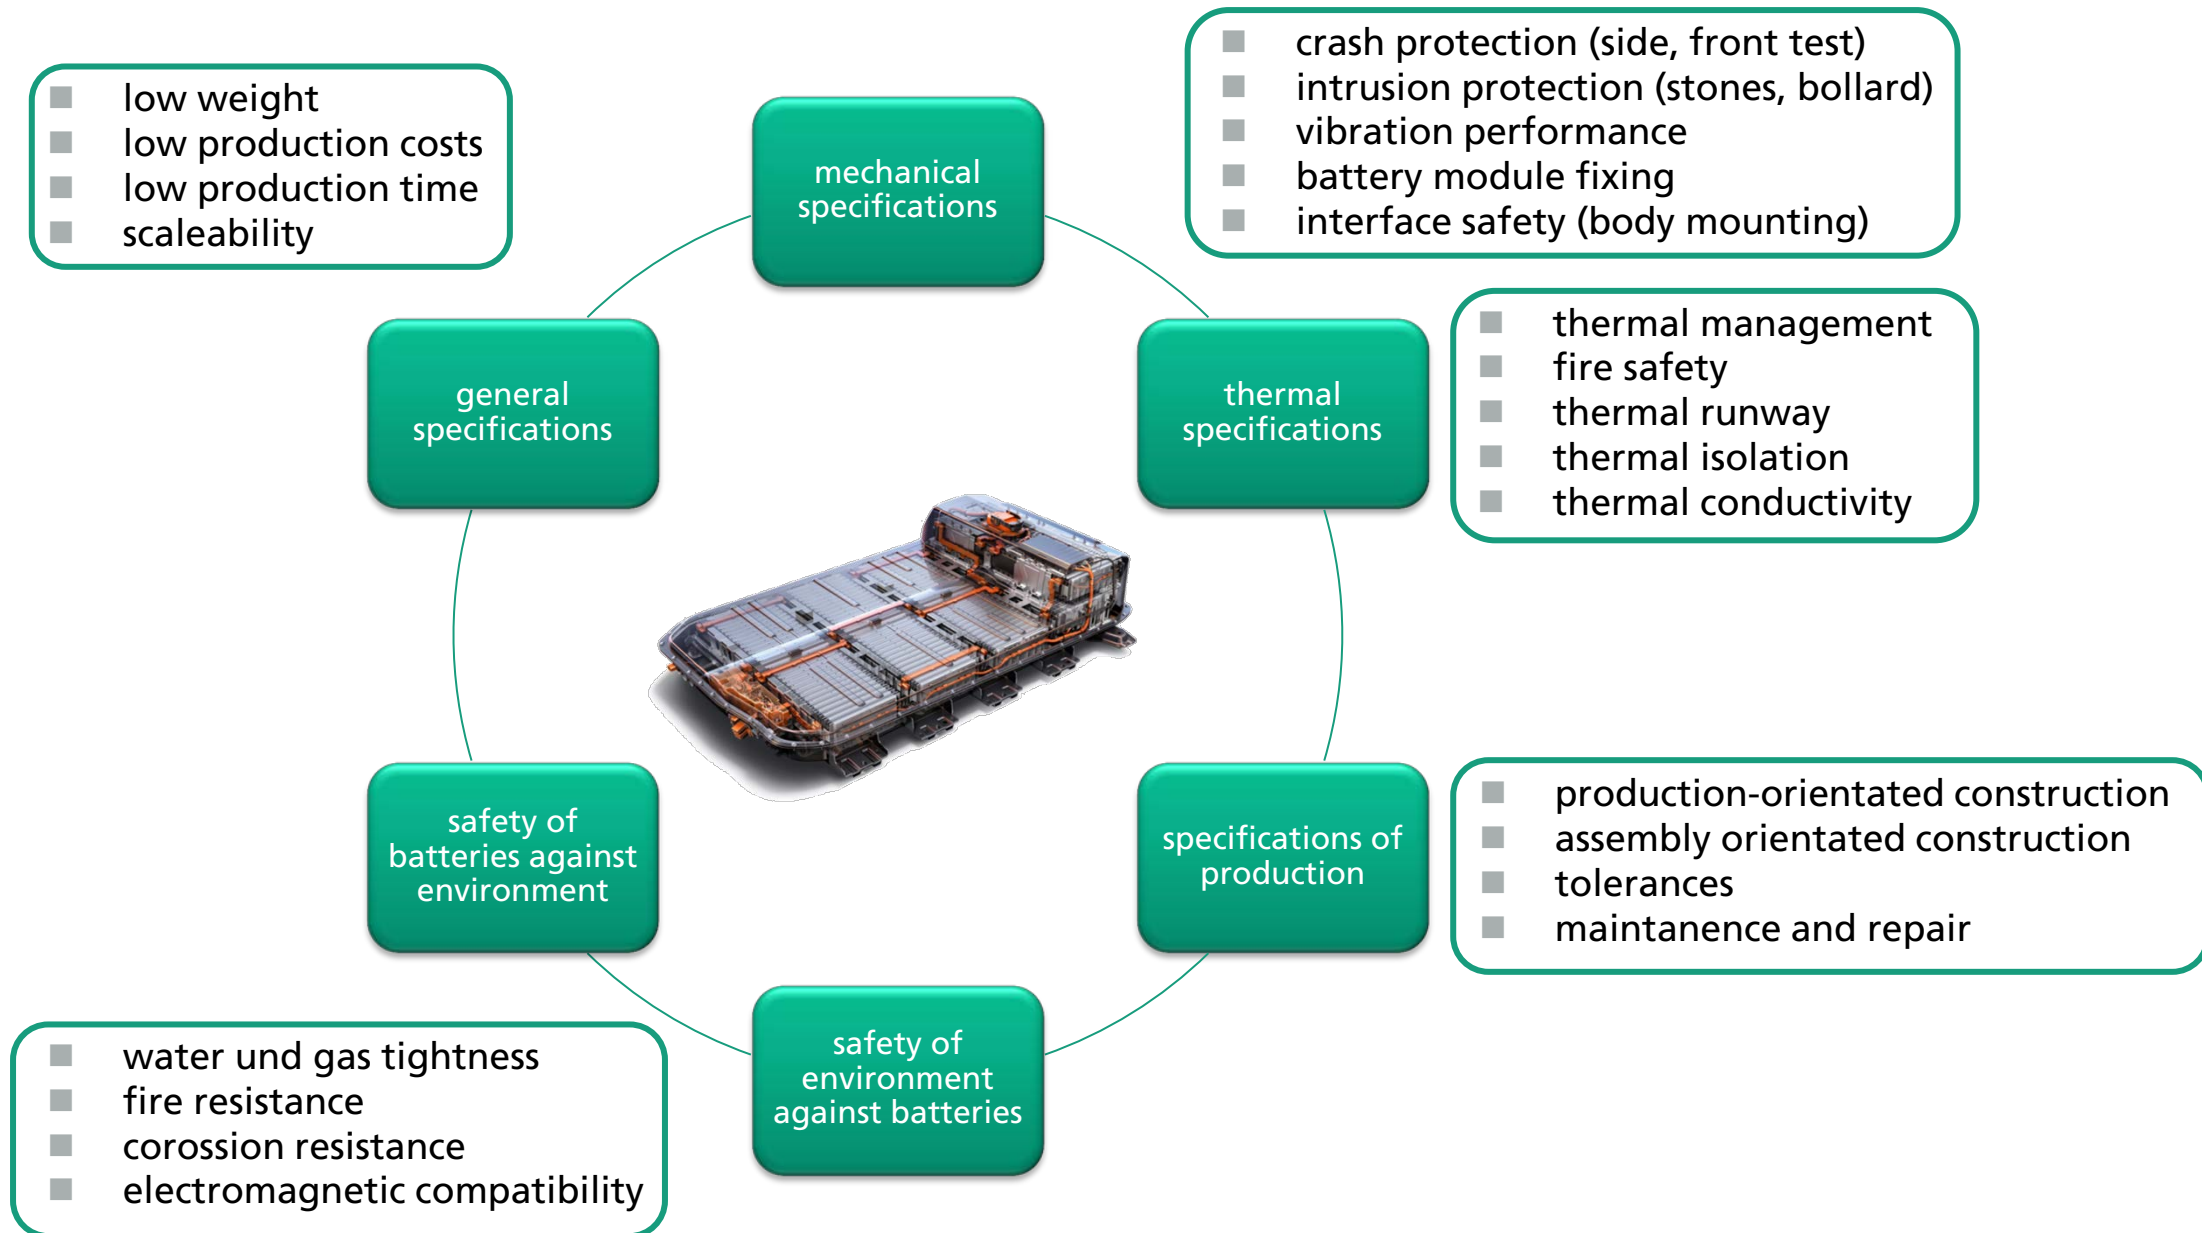 low weight
low production costs
low production time
scaleability
mechanical
specifications
crash protection (side, front test)
intrusion protection (stones, bollard)
vibration performance
battery module fixing
interface safety (body mounting)
general
specifications
thermal
specifications
thermal management
fire safety
thermal runway
thermal isolation
thermal conductivity
safety of
batteries against
environment
specifications of
production
production-orientated construction
assembly orientated construction
tolerances
maintanence and repair
water und gas tightness
fire resistance
corossion resistance
electromagnetic compatibility
safety of
environment
against batteries